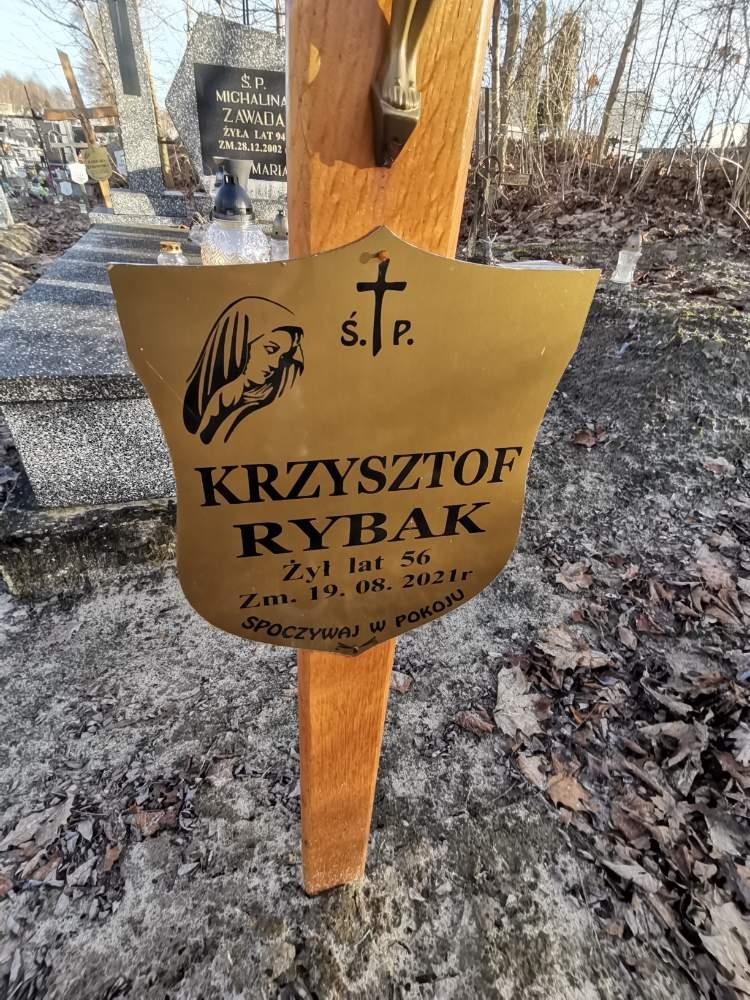 Ś. P.
MICHALINA
ZAWADA
ŻYŁA LAT 94
ZM.28.12.2002
MARIA
Ś. P.
KRZYSZTOF
RYBAK
Żył lat 56
Zm. 19. 08. 2021r
SPOCZYWAJ W POKOJU